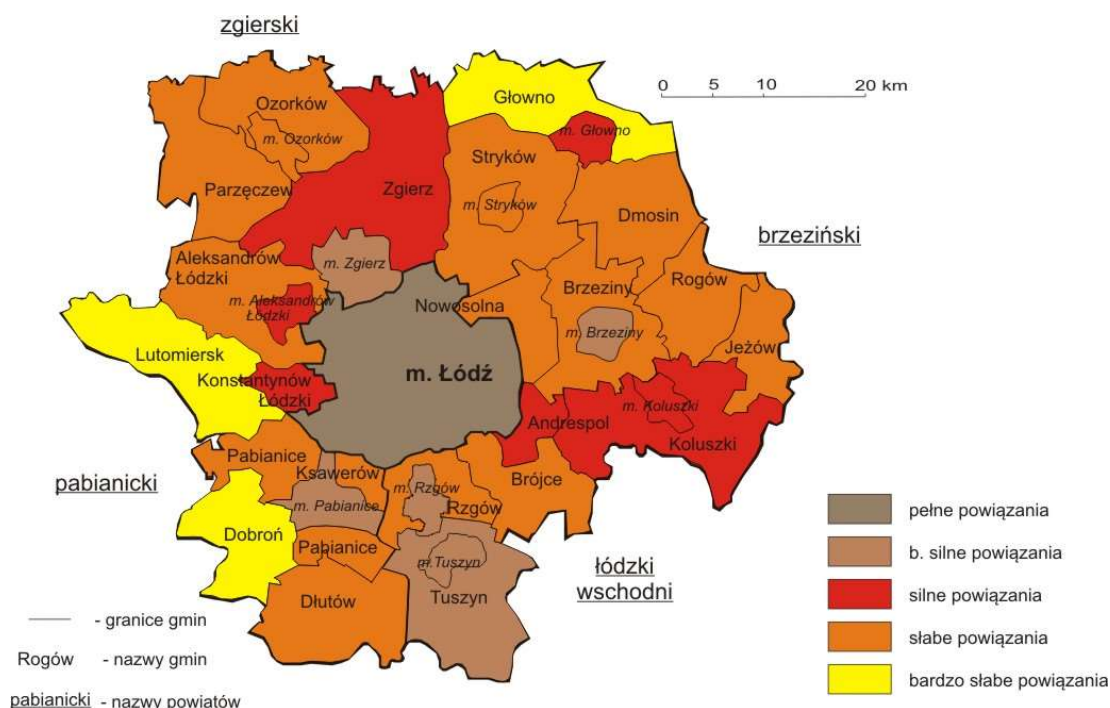 zgierski
0 5 10 20 km
Głowno
Ozorków
m. Głowno
m. Ozorków
Stryków
Zgierz
Parzęczew
m. Stryków
Dmosin
brzeziński
Aleksandrów
Łódzki
m. Zgierz
Rogów
Brzeziny
Nowosolna
m. Aleksandrów
Łódzki
m. Brzeziny
Jeżów
Lutomiersk
Konstantynów
Łódzki
m. Łódź
m. Koluszki
Andrespol
Koluszki
Pabianice
Ksawerów
Brójce
pabianicki
m. Rzgów
Rzgów
m. Pabianice
Dobroń
Pabianice
m.Tuszyn
łódzki
wschodni
Tuszyn
Dłutów
pełne powiązania
b. silne powiązania
silne powiązania
słabe powiązania
bardzo słabe powiązania
- granice gmin
Rogów - nazwy gmin
pabianicki - nazwy powiatów